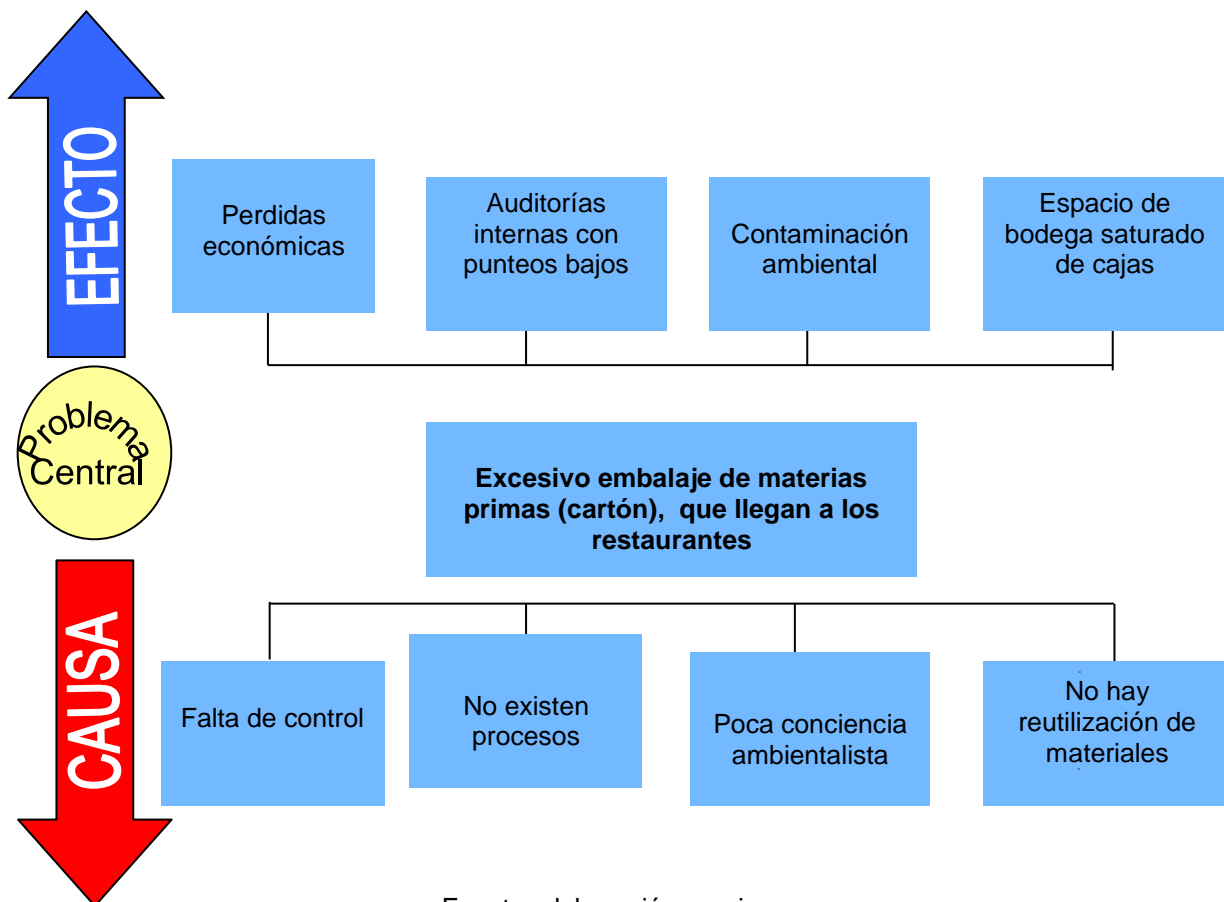 EFECTO
Perdidas
económicas
Auditorías
internas con
punteos bajos
Contaminación
ambiental
Espacio de
bodega saturado
de cajas
Problema
Central
Excesivo embalaje de materias
primas (cartón), que llegan a los
restaurantes
CAUSA
Falta de control
No existen
procesos
Poca conciencia
ambientalista
No hay
reutilización de
materiales